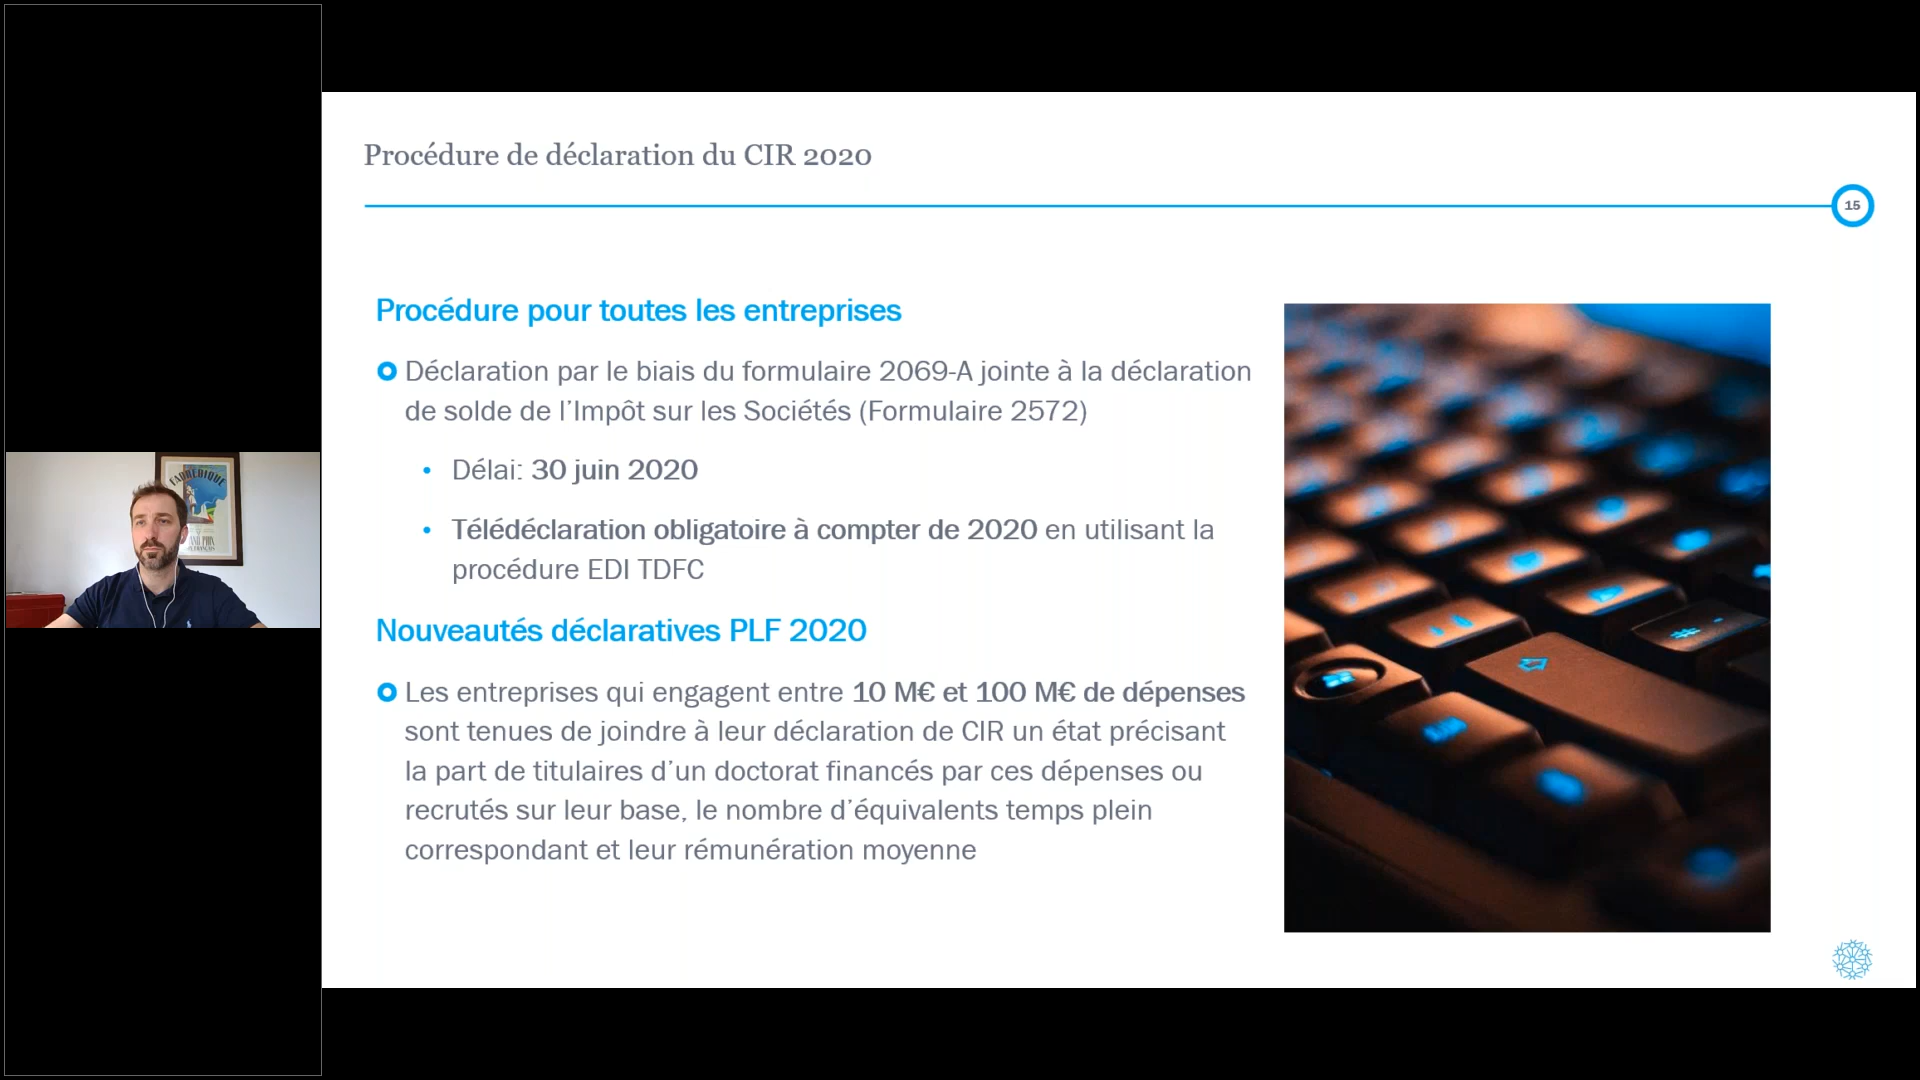 Procédure de déclaration du CIR 2020
15
Procédure pour toutes les entreprises
Déclaration par le biais du formulaire 2069-A jointe à la déclaration
de solde de l’Impôt sur les Sociétés (Formulaire 2572)
• Délai: 30 juin 2020
• Télédéclaration obligatoire à compter de 2020 en utilisant la
procédure EDI TDFC
Nouveautés déclaratives PLF 2020
Les entreprises qui engagent entre 10 M€ et 100 M€ de dépenses
sont tenues de joindre à leur déclaration de CIR un état précisant
la part de titulaires d’un doctorat financés par ces dépenses ou
recrutés sur leur base, le nombre d’équivalents temps plein
correspondant et leur rémunération moyenne